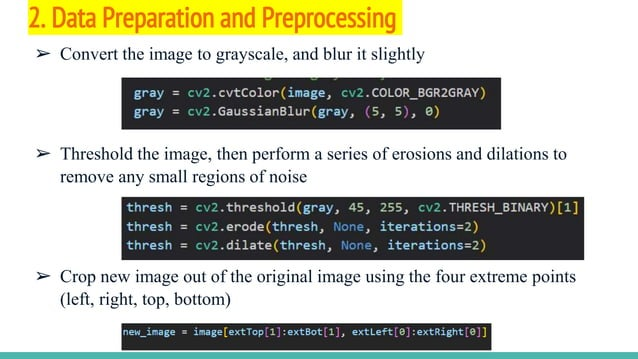 2. Data Preparation and Preprocessing
➢ Convert the image to grayscale, and blur it slightly
gray = cv2.cvtColor(image, cv2.COLOR_BGR2GRAY)
gray = cv2.GaussianBlur(gray, (5, 5), 0)
➢ Threshold the image, then perform a series of erosions and dilations to
remove any small regions of noise
thresh = cv2.threshold(gray, 45, 255, cv2.THRESH_BINARY)[1]
thresh = cv2.erode(thresh, None, iterations=2)
thresh = cv2.dilate(thresh, None, iterations=2)
➢ Crop new image out of the original image using the four extreme points
(left, right, top, bottom)
new_image = image[extTop[1]:extBot[1], extLeft[0]:extRight[0]]